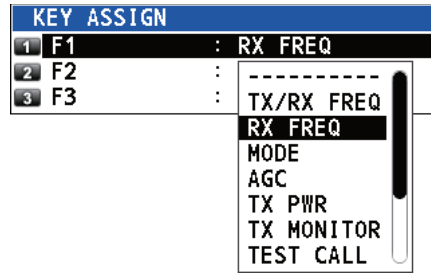 KEY ASSIGN
1 F1 : RX FREQ
2 F2 :
3 F3 :
----------
TX/RX FREQ
RX FREQ
MODE
AGC
TX PWR
TX MONITOR
TEST CALL